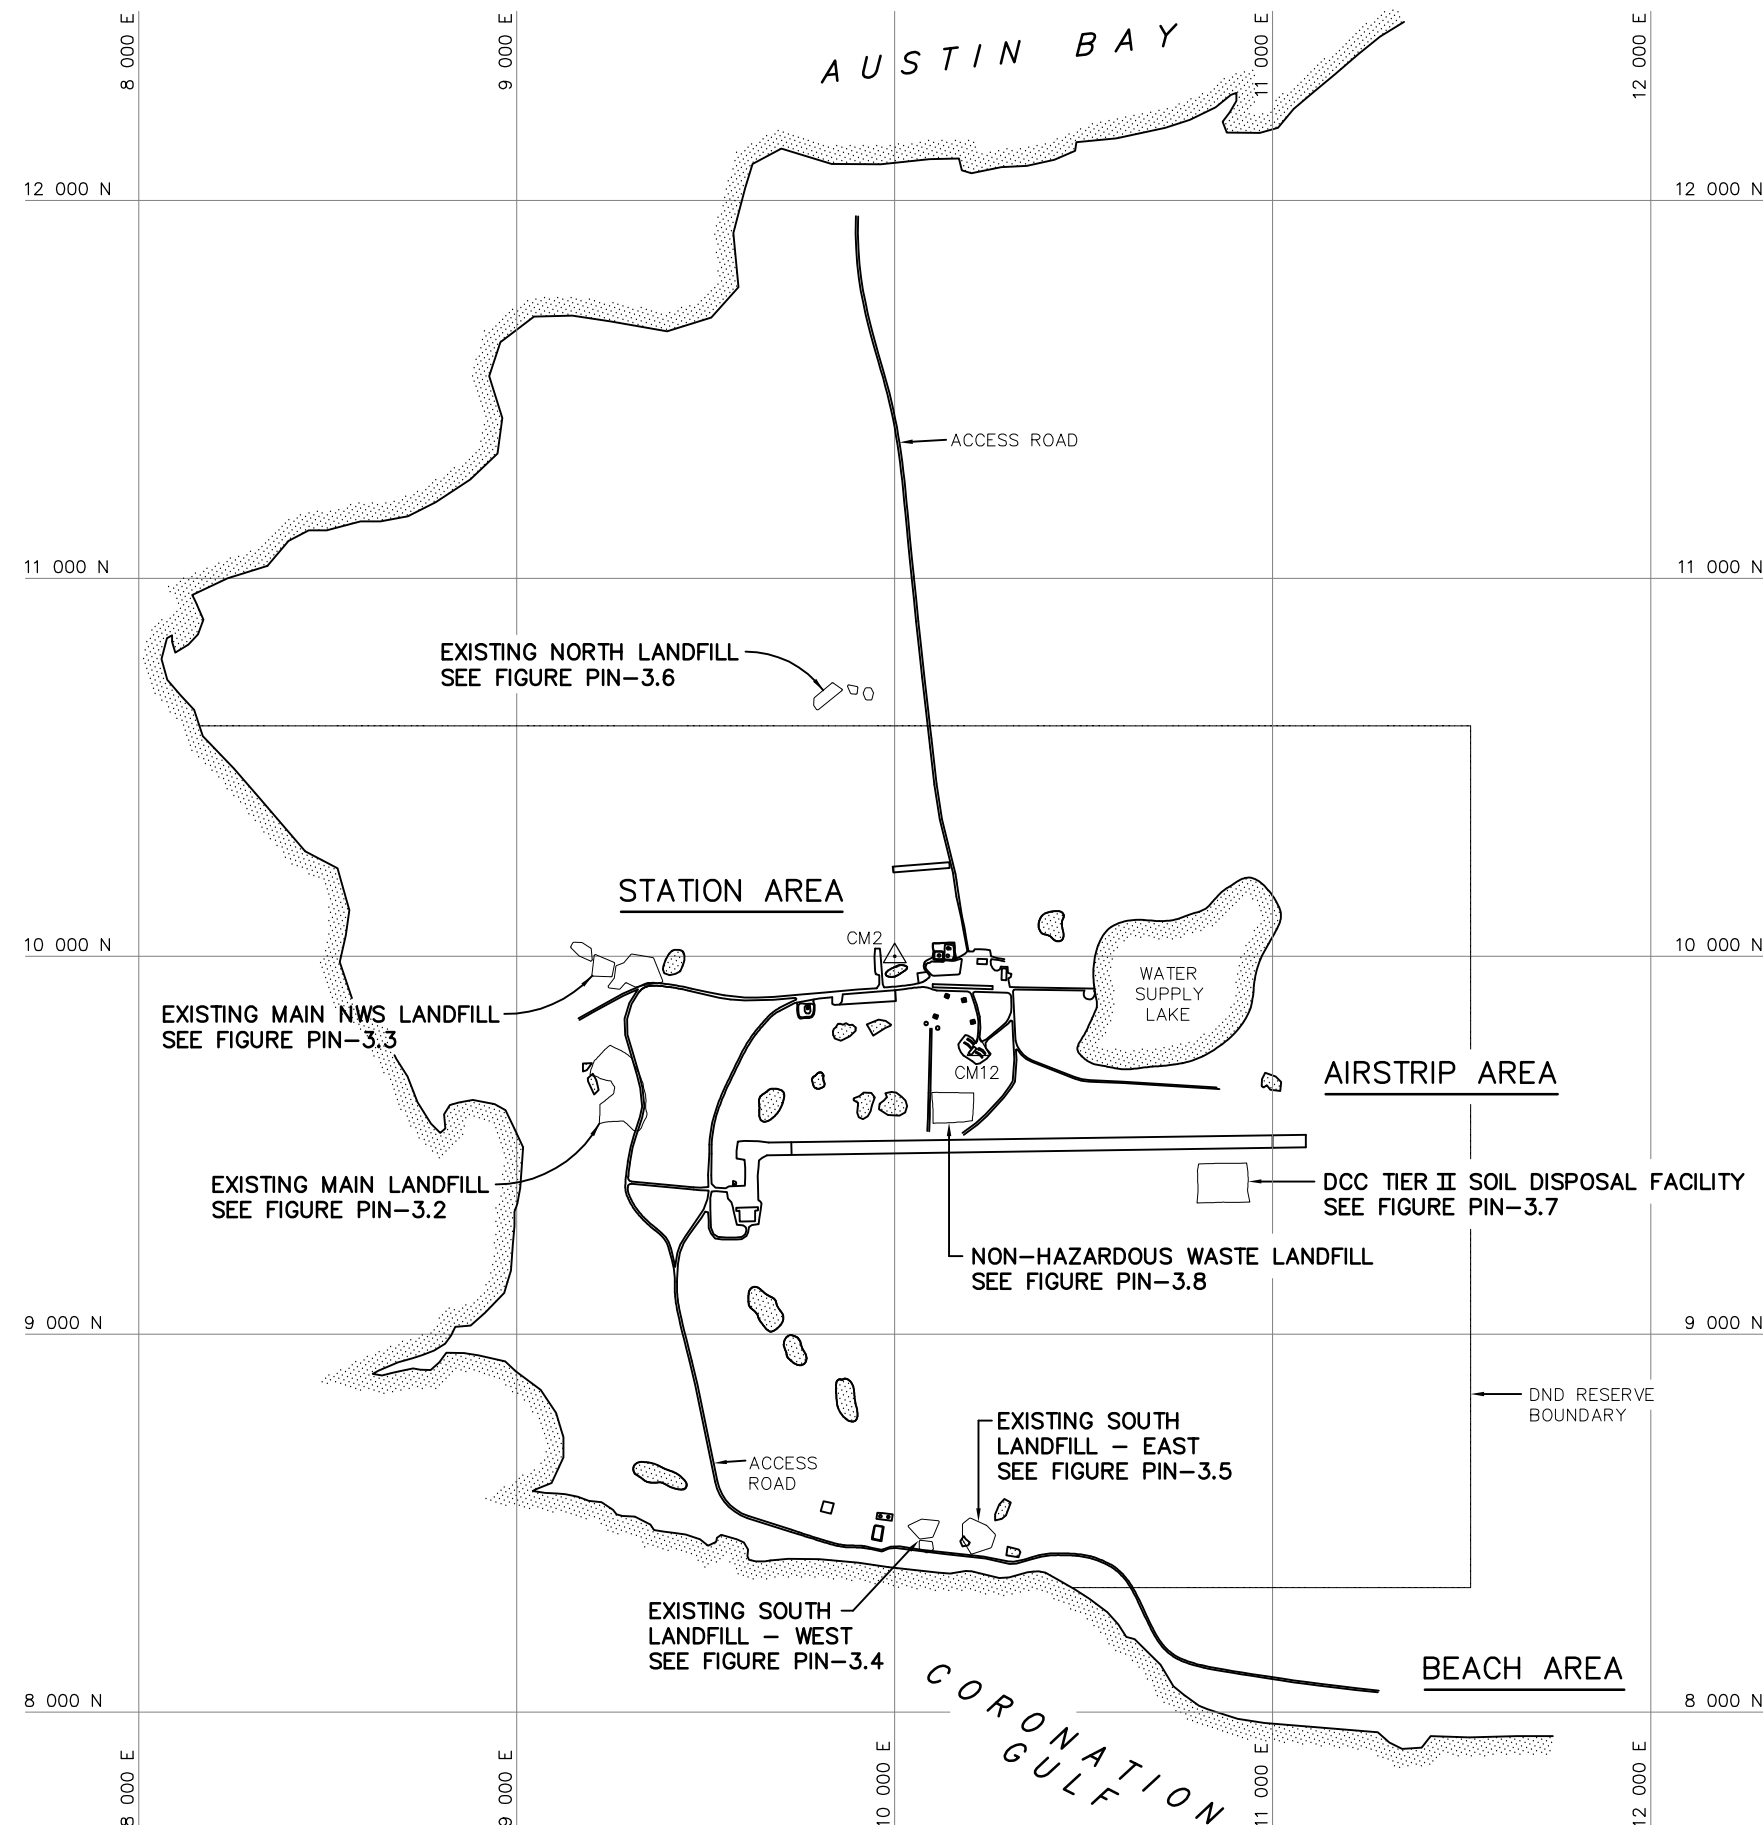 8 000 E
9 000 E
11 000 E
12 000 E
AUSTIN BAY
12 000 N
12 000 N
ACCESS ROAD
11 000 N
11 000 N
EXISTING NORTH LANDFILL
SEE FIGURE PIN-3.6
STATION AREA
CM2
10 000 N
10 000 N
WATER
SUPPLY
LAKE
EXISTING MAIN NWS LANDFILL
SEE FIGURE PIN-3.3
CM12
AIRSTRIP AREA
EXISTING MAIN LANDFILL
SEE FIGURE PIN-3.2
DCC TIER II SOIL DISPOSAL FACILITY
SEE FIGURE PIN-3.7
NON-HAZARDOUS WASTE LANDFILL
SEE FIGURE PIN-3.8
9 000 N
9 000 N
DND RESERVE
BOUNDARY
EXISTING SOUTH
LANDFILL - EAST
SEE FIGURE PIN-3.5
ACCESS
ROAD
EXISTING SOUTH
LANDFILL - WEST
SEE FIGURE PIN-3.4
BEACH AREA
8 000 N
8 000 N
CORONATION
GULF
8 000 E
9 000 E
10 000 E
11 000 E
12 000 E